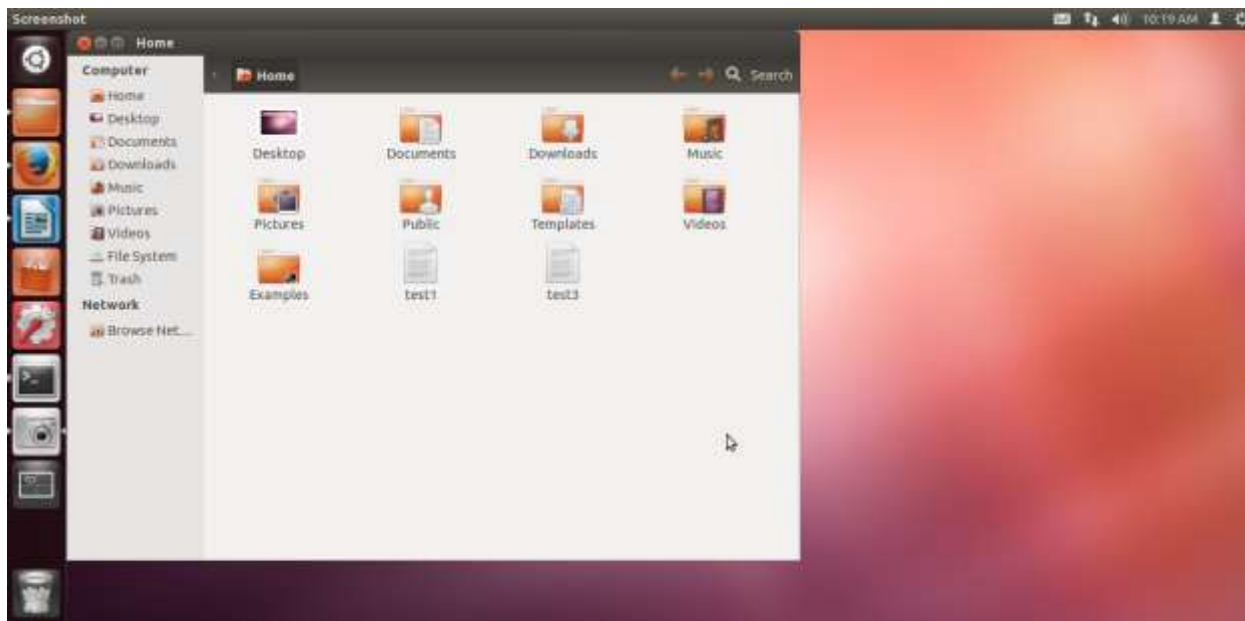 Screenshot
10:19 AM
Home
Computer
Home
Search
Home
Desktop
Documents
Downloads
Music
Pictures
Videos
File System
Trash
Network
Browse Net...
Desktop
Documents
Downloads
Music
Pictures
Public
Templates
Videos
Examples
test1
test3